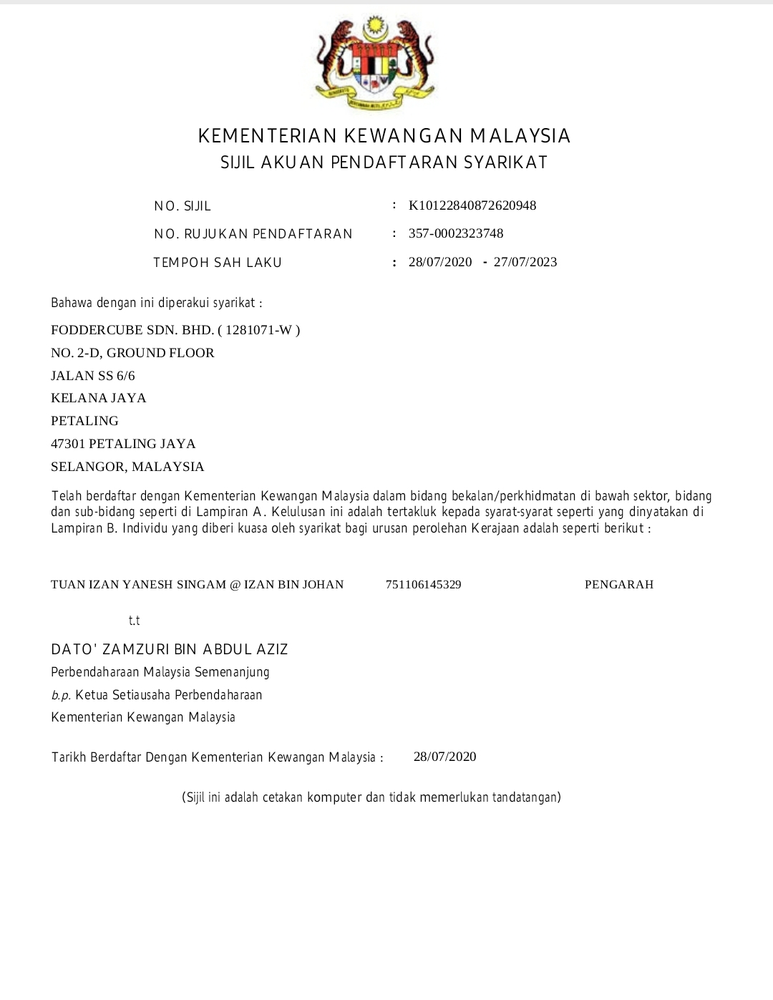 KEMENTERIAN KEWANGAN MALAYSIA
SIJIL AKUAN PENDAFTARAN SYARIKAT
NO. SIJIL : K10122840872620948
NO. RUJUKAN PENDAFTARAN : 357-0002323748
TEMPOH SAH LAKU : 28/07/2020 - 27/07/2023
Bahawa dengan ini diperakui syarikat :
FODDERCUBE SDN. BHD. ( 1281071-W )
NO. 2-D, GROUND FLOOR
JALAN SS 6/6
KELANA JAYA
PETALING
47301 PETALING JAYA
SELANGOR, MALAYSIA
Telah berdaftar dengan Kementerian Kewangan Malaysia dalam bidang bekalan/perkhidmatan di bawah sektor, bidang
dan sub-bidang seperti di Lampiran A. Kelulusan ini adalah tertakluk kepada syarat-syarat seperti yang dinyatakan di
Lampiran B. Individu yang diberi kuasa oleh syarikat bagi urusan perolehan Kerajaan adalah seperti berikut :
TUAN IZAN YANESH SINGAM @ IZAN BIN JOHAN 751106145329 PENGARAH
t.t
DATO' ZAMZURI BIN ABDUL AZIZ
Perbendaharaan Malaysia Semenanjung
b.p. Ketua Setiausaha Perbendaharaan
Kementerian Kewangan Malaysia
Tarikh Berdaftar Dengan Kementerian Kewangan Malaysia : 28/07/2020
(Sijil ini adalah cetakan komputer dan tidak memerlukan tandatangan)